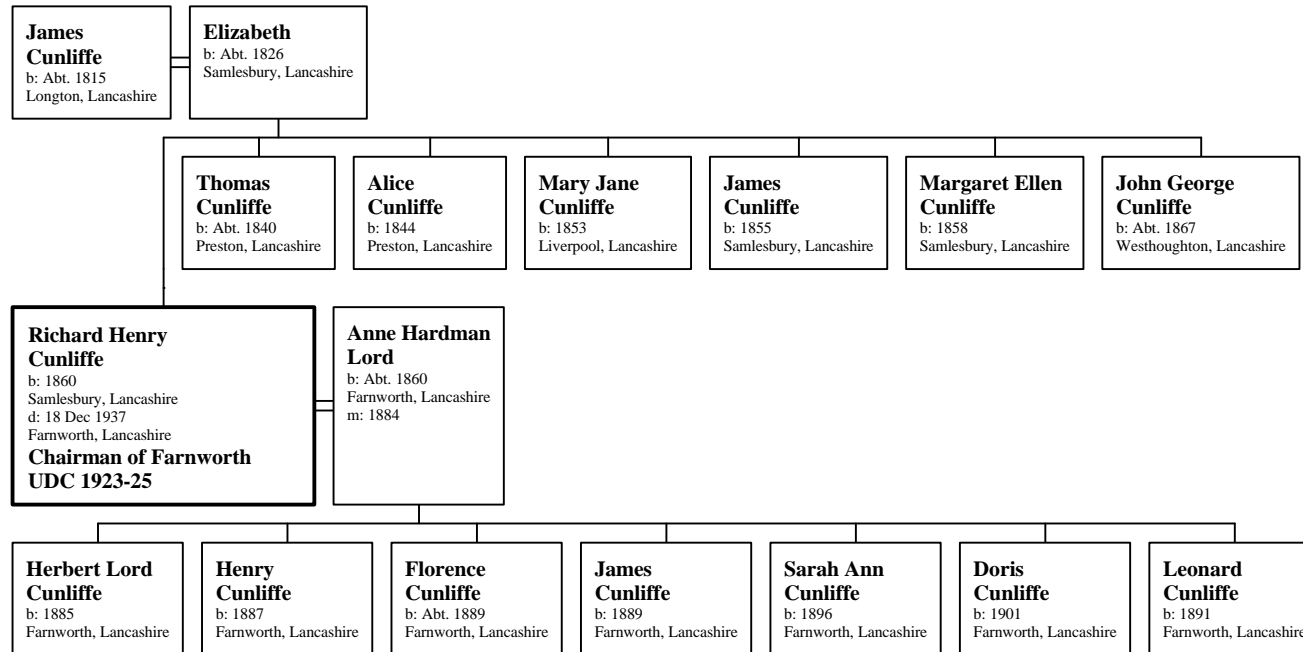 James
Cunliffe
b: Abt. 1815
Longton, Lancashire
Elizabeth
b: Abt. 1826
Samlesbury, Lancashire
Thomas
Cunliffe
b: Abt. 1840
Preston, Lancashire
Alice
Cunliffe
b: 1844
Preston, Lancashire
Mary Jane
Cunliffe
b: 1853
Liverpool, Lancashire
James
Cunliffe
b: 1855
Samlesbury, Lancashire
Margaret Ellen
Cunliffe
b: 1858
Samlesbury, Lancashire
John George
Cunliffe
b: Abt. 1867
Westhoughton, Lancashire
Richard Henry
Cunliffe
b: 1860
Samlesbury, Lancashire
d: 18 Dec 1937
Farnworth, Lancashire
Chairman of Farnworth
UDC 1923-25
Anne Hardman
Lord
b: Abt. 1860
Farnworth, Lancashire
m: 1884
Herbert Lord
Cunliffe
b: 1885
Farnworth, Lancashire
Henry
Cunliffe
b: 1887
Farnworth, Lancashire
Florence
Cunliffe
b: Abt. 1889
Farnworth, Lancashire
James
Cunliffe
b: 1889
Farnworth, Lancashire
Sarah Ann
Cunliffe
b: 1896
Farnworth, Lancashire
Doris
Cunliffe
b: 1901
Farnworth, Lancashire
Leonard
Cunliffe
b: 1891
Farnworth, Lancashire